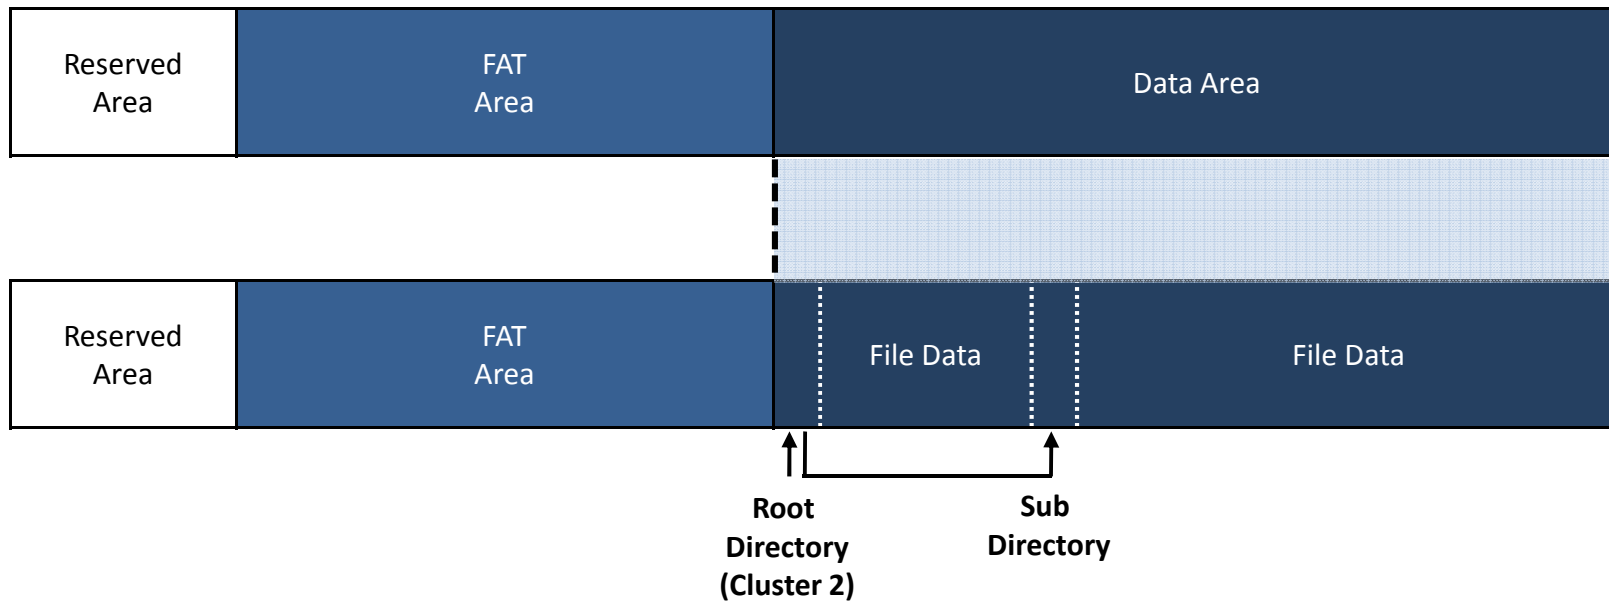 Reserved
Area
FAT
Area
Data Area
Reserved
Area
FAT
Area
File Data
File Data
Root
Directory
(Cluster 2)
Sub
Directory